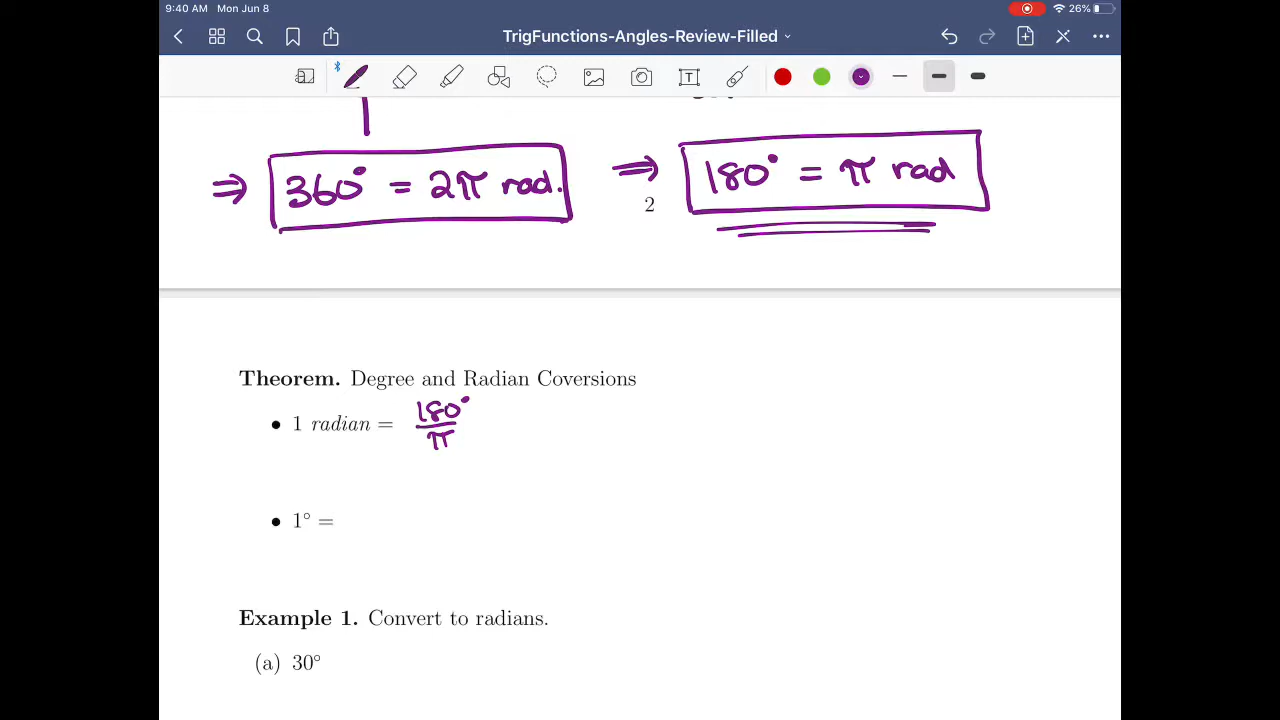 9:40 AM Mon Jun 8 26%
TrigFunctions-Angles-Review-Filled
⇒ 360° = 2π rad. ⇒ 180° = π rad
2
Theorem. Degree and Radian Coversions
• 1 radian = 180°/π
• 1° =
Example 1. Convert to radians.
(a) 30°